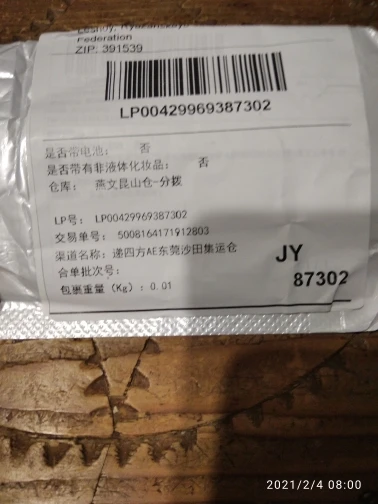 Federation
ZIP: 391539
LP00429969387302
是否带电池： 否
是否带有非液体化妆品： 否
仓库： 燕文昆山仓-分拨
LP号： LP00429969387302
交易单号： 5008164171912803
渠道名称：递四方AE东莞沙田集运仓
合单批次号：
包裹重量（Kg）：0.01
JY
87302
2021/2/4 08:00